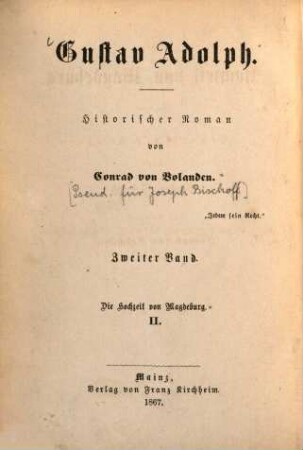 Gustav Adolph.
Historischer Roman
von
Conrad von Bolanden.
(Pseud. für Joseph Bischoff)
„Jedem sein Recht.“
Zweiter Band.
Die Hochzeit von Magdeburg.
II.
Mainz,
Verlag von Franz Kirchheim.
1867.